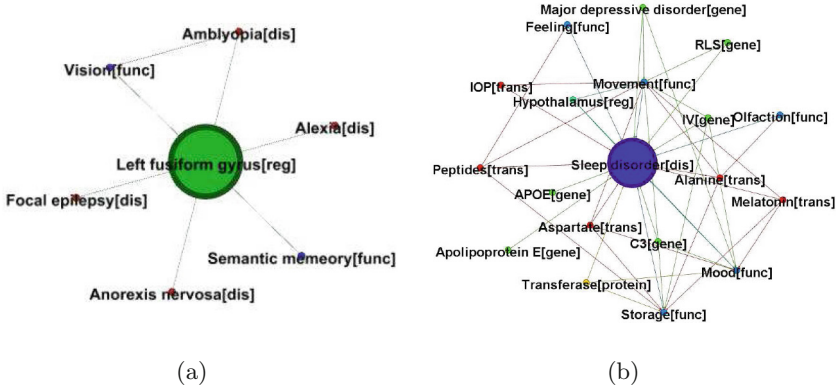 Amblyopia[dis]
Vision[func]
Alexia[dis]
Left fusiform gyrus[reg]
Focal epilepsy[dis]
Semantic memeory[func]
Anorexis nervosa[dis]
(a)
Major depressive disorder[gene]
Feeling[func]
RLS[gene]
IOP[trans]
Movement[func]
Hypothalamus[reg]
IV[gene]
Olfaction[func]
Peptides[trans]
Sleep disorder[dis]
Alanine[trans]
APOE[gene]
Melatonin[trans]
Aspartate[trans]
C3[gene]
Apolipoprotein E[gene]
Mood[func]
Transferase[protein]
Storage[func]
(b)